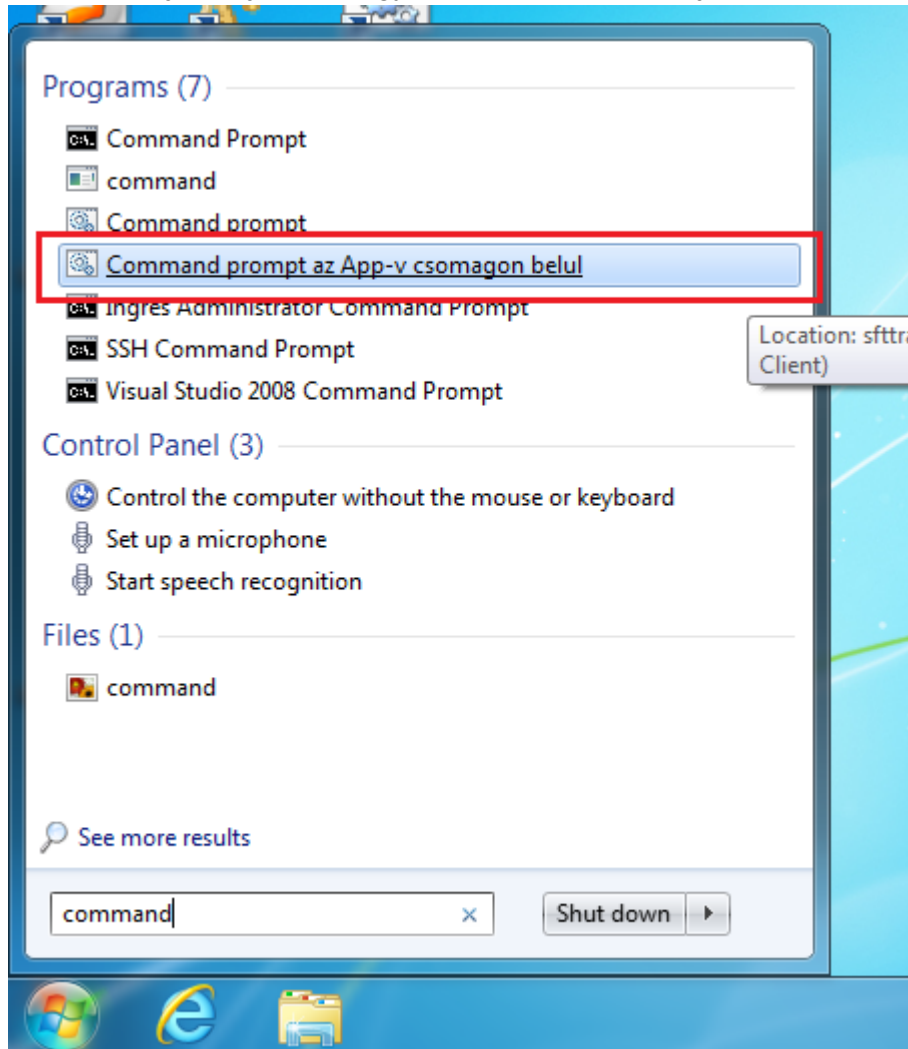 Programs (7)
Command Prompt
command
Command prompt
Command prompt az App-v csomagon belul
Ingres Administrator Command Prompt
SSH Command Prompt
Visual Studio 2008 Command Prompt
Location: sfttra
Client)
Control Panel (3)
Control the computer without the mouse or keyboard
Set up a microphone
Start speech recognition
Files (1)
command
See more results
command
Shut down